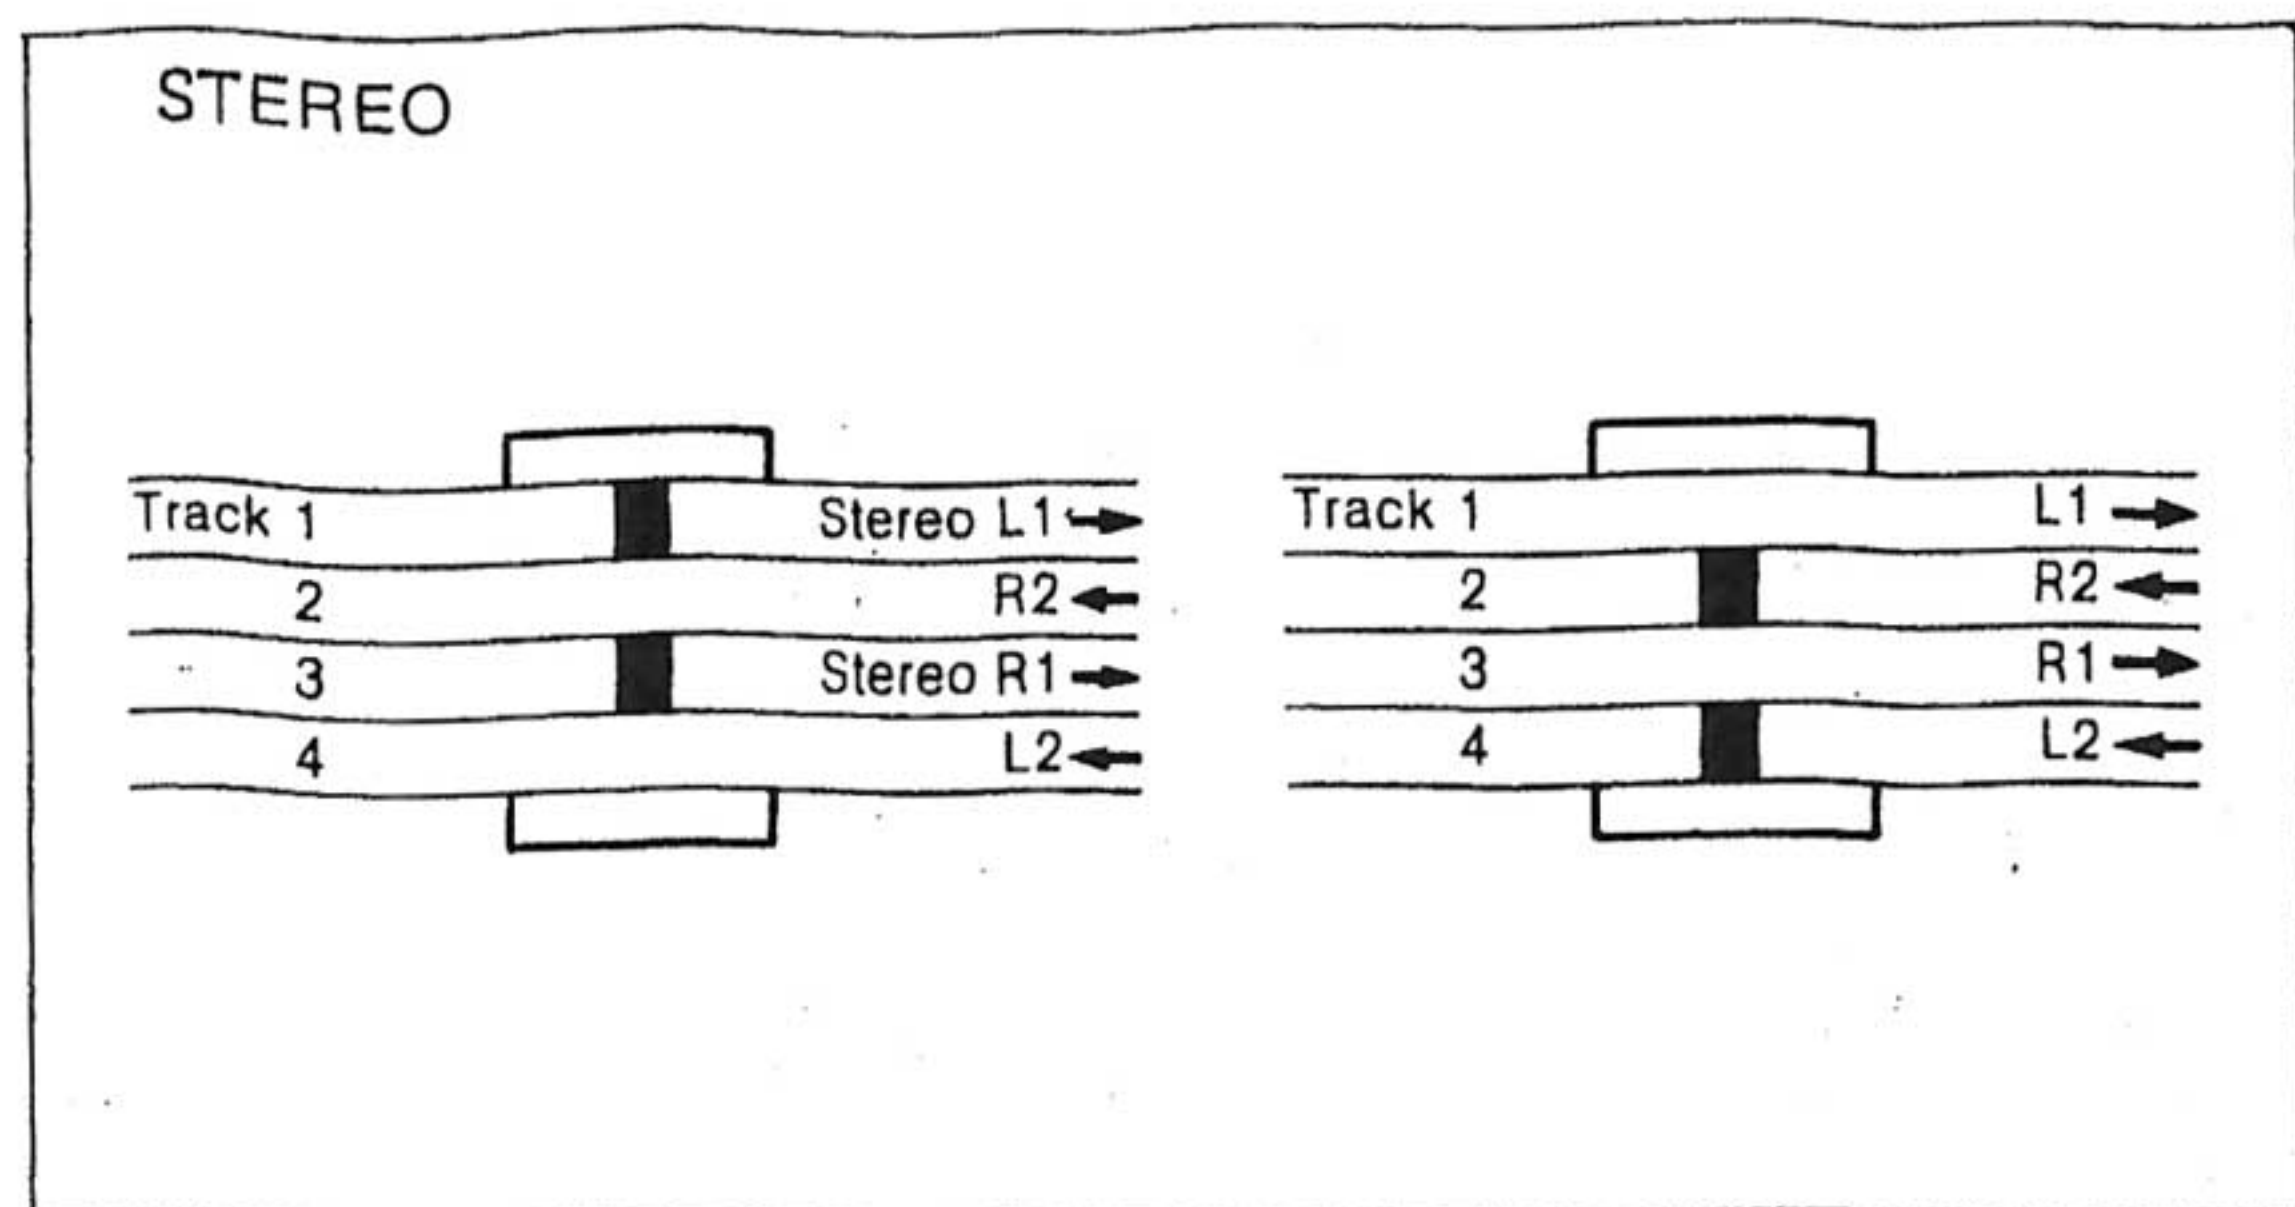 STEREO
Track 1 Stereo L1
2 R2
3 Stereo R1
4 L2
Track 1 L1
2 R2
3 R1
4 L2